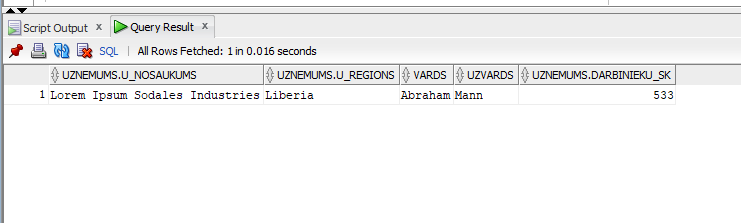 Script Output x Query Result x
SQL | All Rows Fetched: 1 in 0.016 seconds
UZNEMUMS.U_NOSAUKUMS UZNEMUMS.U_REGIONS VARDS UZVARDS UZNEMUMS.DARBINIEKU_SK
1 Lorem Ipsum Sodales Industries Liberia Abraham Mann 533